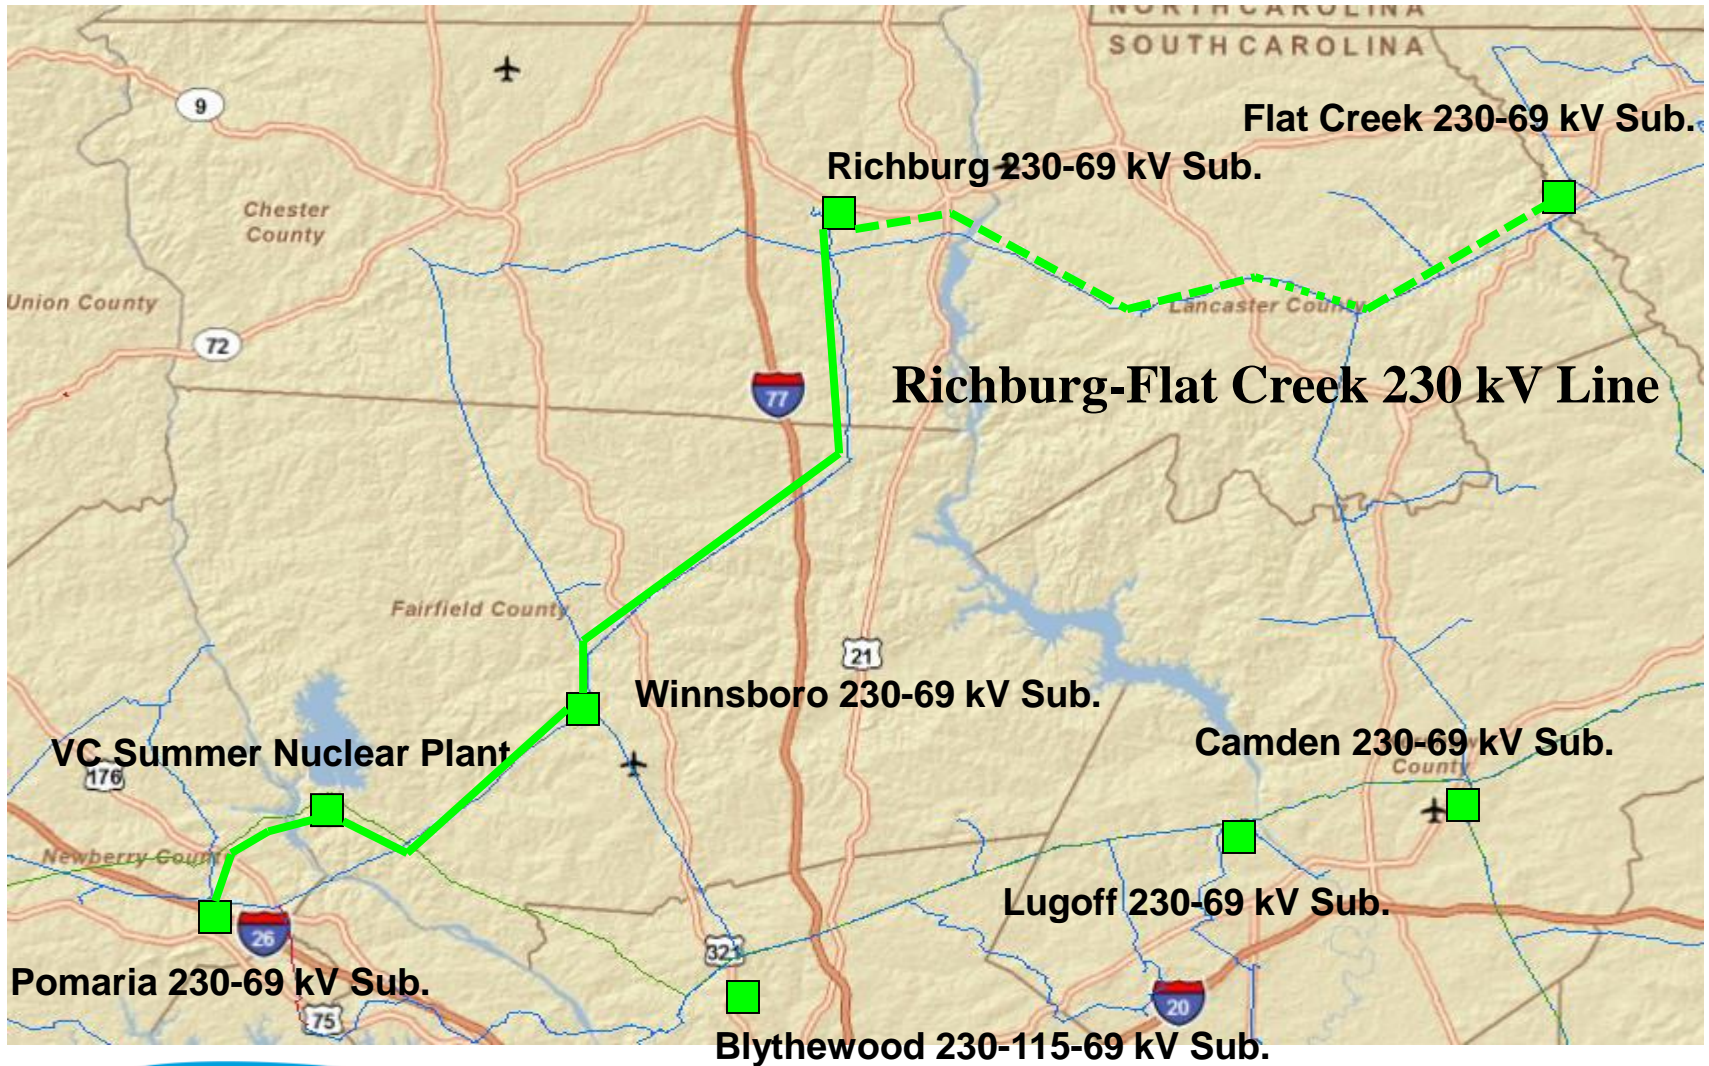 NORTH CAROLINA
SOUTH CAROLINA
9
Flat Creek 230-69 kV Sub.
Richburg 230-69 kV Sub.
Chester
County
Union County
Lancaster County
72
77
Richburg-Flat Creek 230 kV Line
Fairfield County
21
Winnsboro 230-69 kV Sub.
VC Summer Nuclear Plant
176
Camden 230-69 kV Sub.
County
Newberry County
Lugoff 230-69 kV Sub.
26
321
Pomaria 230-69 kV Sub.
20
75
Blythewood 230-115-69 kV Sub.